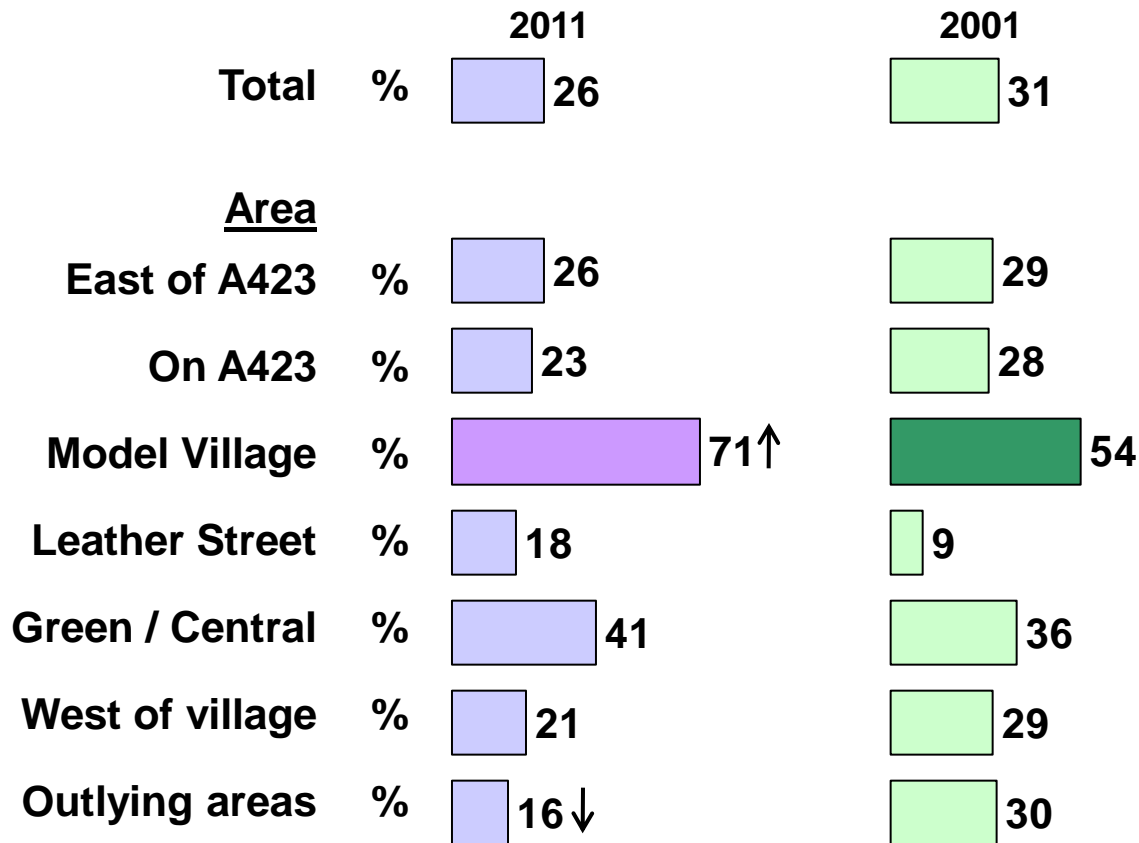 2011 2001
Total % 26 31
Area
East of A423 % 26 29
On A423 % 23 28
Model Village % 71↑ 54
Leather Street % 18 9
Green / Central % 41 36
West of village % 21 29
Outlying areas % 16↓ 30